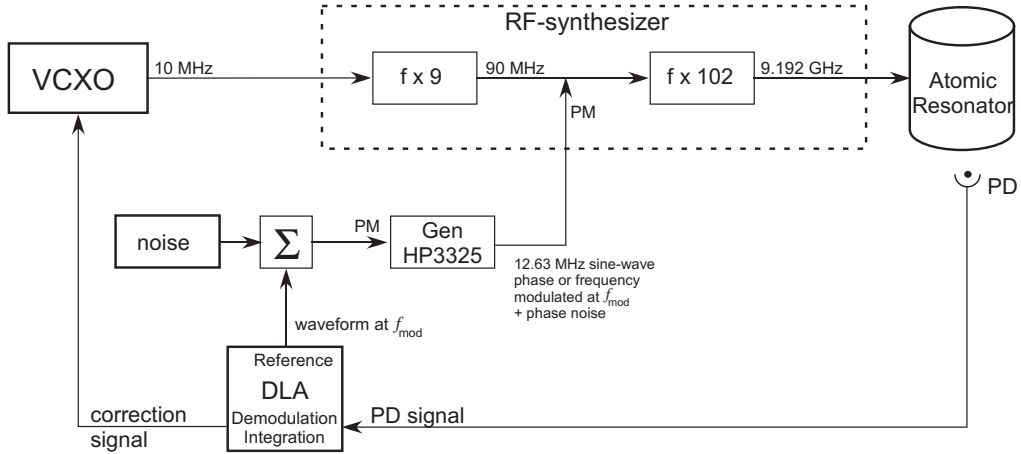 RF-synthesizer
VCXO
10 MHz
f x 9
90 MHz
f x 102
9.192 GHz
Atomic
Resonator
PM
PD
noise
Σ
PM
Gen
HP3325
12.63 MHz sine-wave
phase or frequency
modulated at fmod
+ phase noise
waveform at fmod
Reference
DLA
Demodulation
Integration
correction
signal
PD signal